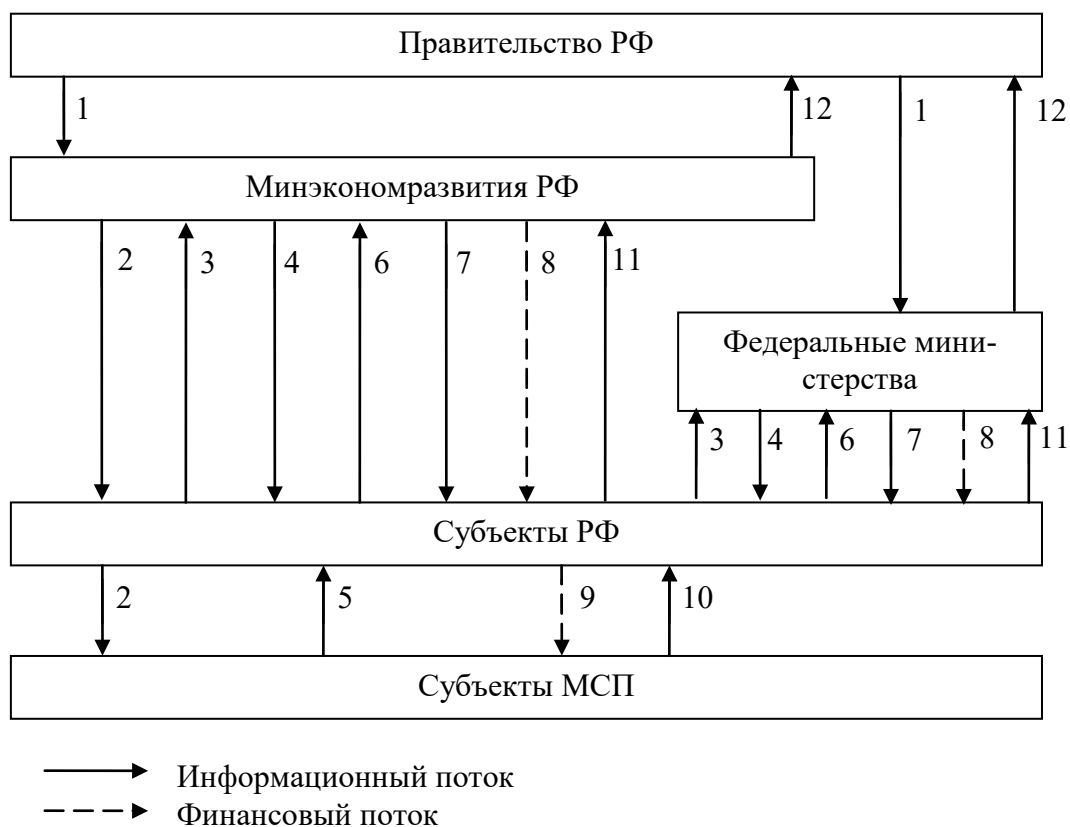 Правительство РФ
1
12
1
12
Минэкономразвития РФ
2
3
4
6
7
8
11
Федеральные мини-
стерства
3
4
6
7
8
11
Субъекты РФ
2
5
9
10
Субъекты МСП
Информационный поток
Финансовый поток